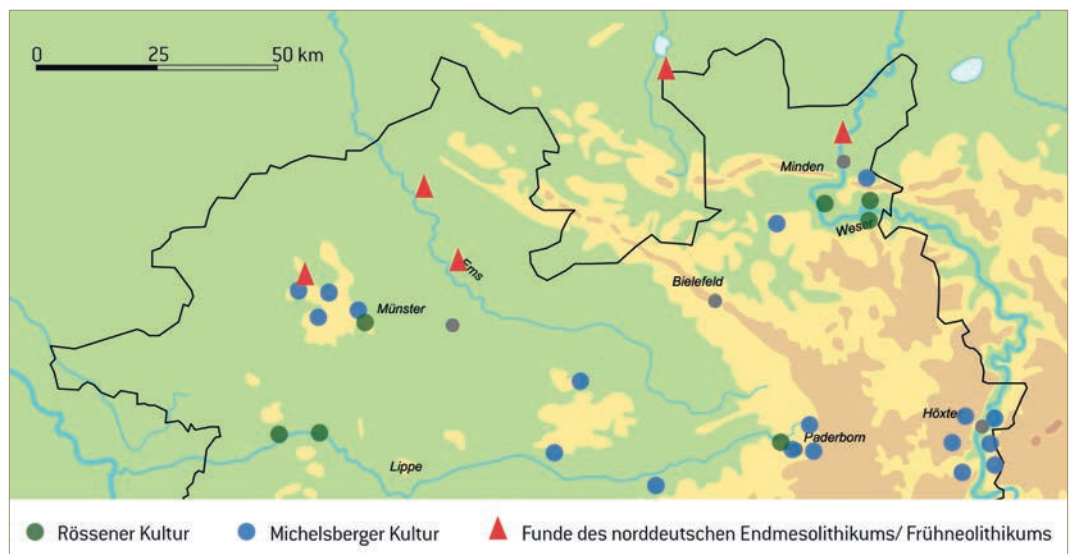 0 25 50 km
Minden
Weser
Ems
Bielefeld
Münster
Höxte
Paderborn
Lippe
Rössener Kultur Michelsberger Kultur Funde des norddeutschen Endmesolithikums/ Frühneolithikums